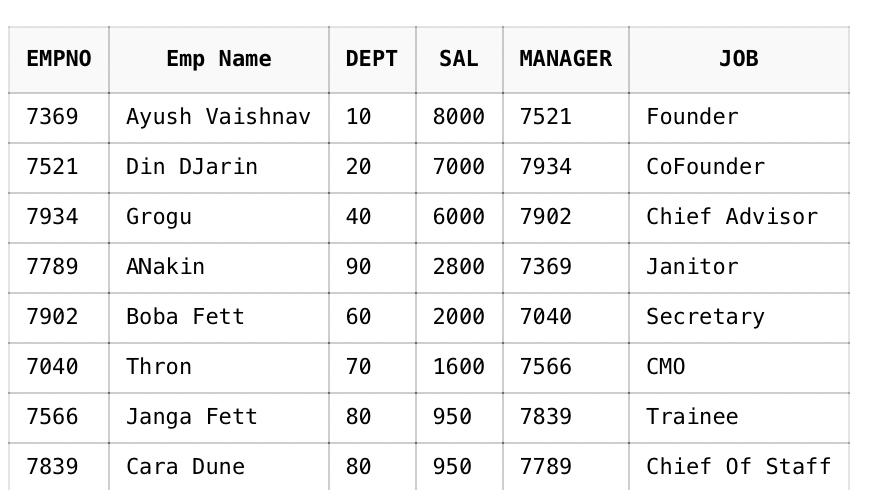 EMPNO Emp Name DEPT SAL MANAGER JOB
7369 Ayush Vaishnav 10 8000 7521 Founder
7521 Din DJarin 20 7000 7934 CoFounder
7934 Grogu 40 6000 7902 Chief Advisor
7789 ANakin 90 2800 7369 Janitor
7902 Boba Fett 60 2000 7040 Secretary
7040 Thron 70 1600 7566 CMO
7566 Janga Fett 80 950 7839 Trainee
7839 Cara Dune 80 950 7789 Chief Of Staff